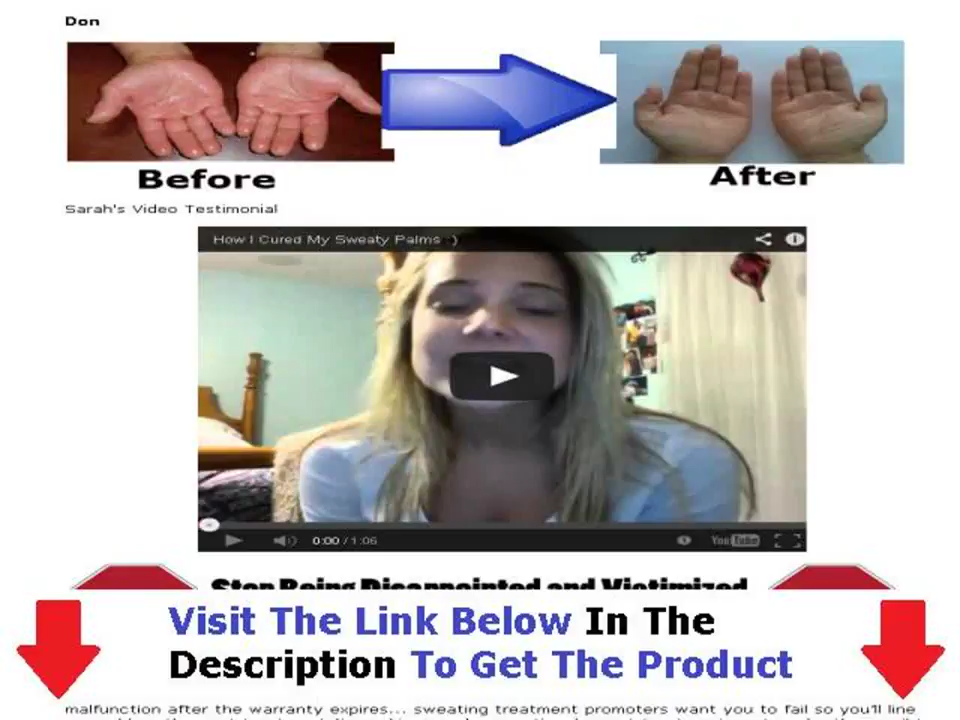 Don
Before
After
Sarah's Video Testimonial
How I Cured My Sweaty Palms :)
0:00 / 1:06
YouTube
Stop Being Disappointed and Victimized
Visit The Link Below In The
Description To Get The Product
malfunction after the warranty expires... sweating treatment promoters want you to fail so you'll line